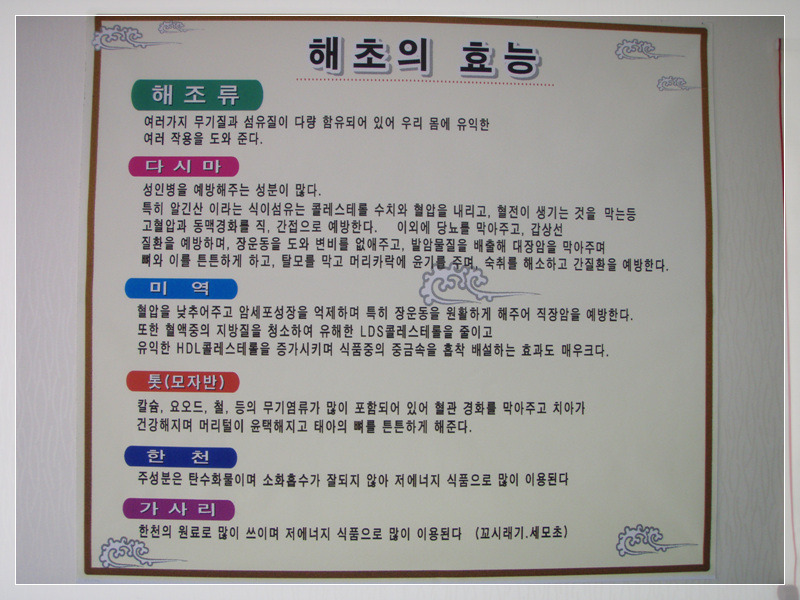 해초의 효능
해조류
여러가지 무기질과 섬유질이 다량 함유되어 있어 우리 몸에 유익한
여러 작용을 도와 준다.
다시마
성인병을 예방해주는 성분이 많다.
특히 알긴산 이라는 식이섬유는 콜레스테롤 수치와 혈압을 내리고, 혈전이 생기는 것을 막는등
고혈압과 동맥경화를 직, 간접으로 예방한다. 이외에 당뇨를 막아주고, 갑상선
질환을 예방하며, 장운동을 도와 변비를 없애주고, 발암물질을 배출해 대장암을 막아주며
뼈와 이를 튼튼하게 하고, 탈모를 막고 머리카락에 윤기를 주며, 숙취를 해소하고 간질환을 예방한다.
미역
혈압을 낮추어주고 암세포성장을 억제하며 특히 장운동을 원활하게 해주어 직장암을 예방한다.
또한 혈액중의 지방질을 청소하여 유해한 LDS콜레스테롤을 줄이고
유익한 HDL콜레스테롤을 증가시키며 식품중의 중금속을 흡착 배설하는 효과도 매우크다.
톳(모자반)
칼슘, 요오드, 철, 등의 무기염류가 많이 포함되어 있어 혈관 경화를 막아주고 치아가
건강해지며 머리털이 윤택해지고 태아의 뼈를 튼튼하게 해준다.
한천
주성분은 탄수화물이며 소화흡수가 잘되지 않아 저에너지 식품으로 많이 이용된다
가사리
한천의 원료로 많이 쓰이며 저에너지 식품으로 많이 이용된다 (꼬시래기.세모초)